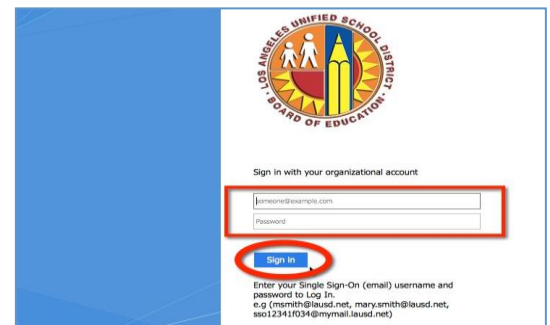 LOS ANGELES UNIFIED SCHOOL DISTRICT
BOARD OF EDUCATION
Sign in with your organizational account
someone@example.com
Password
Sign in
Enter your Single Sign-On (email) username and
password to Log In.
e.g (msmith@lausd.net, mary.smith@lausd.net,
sso12341f034@mymail.lausd.net)